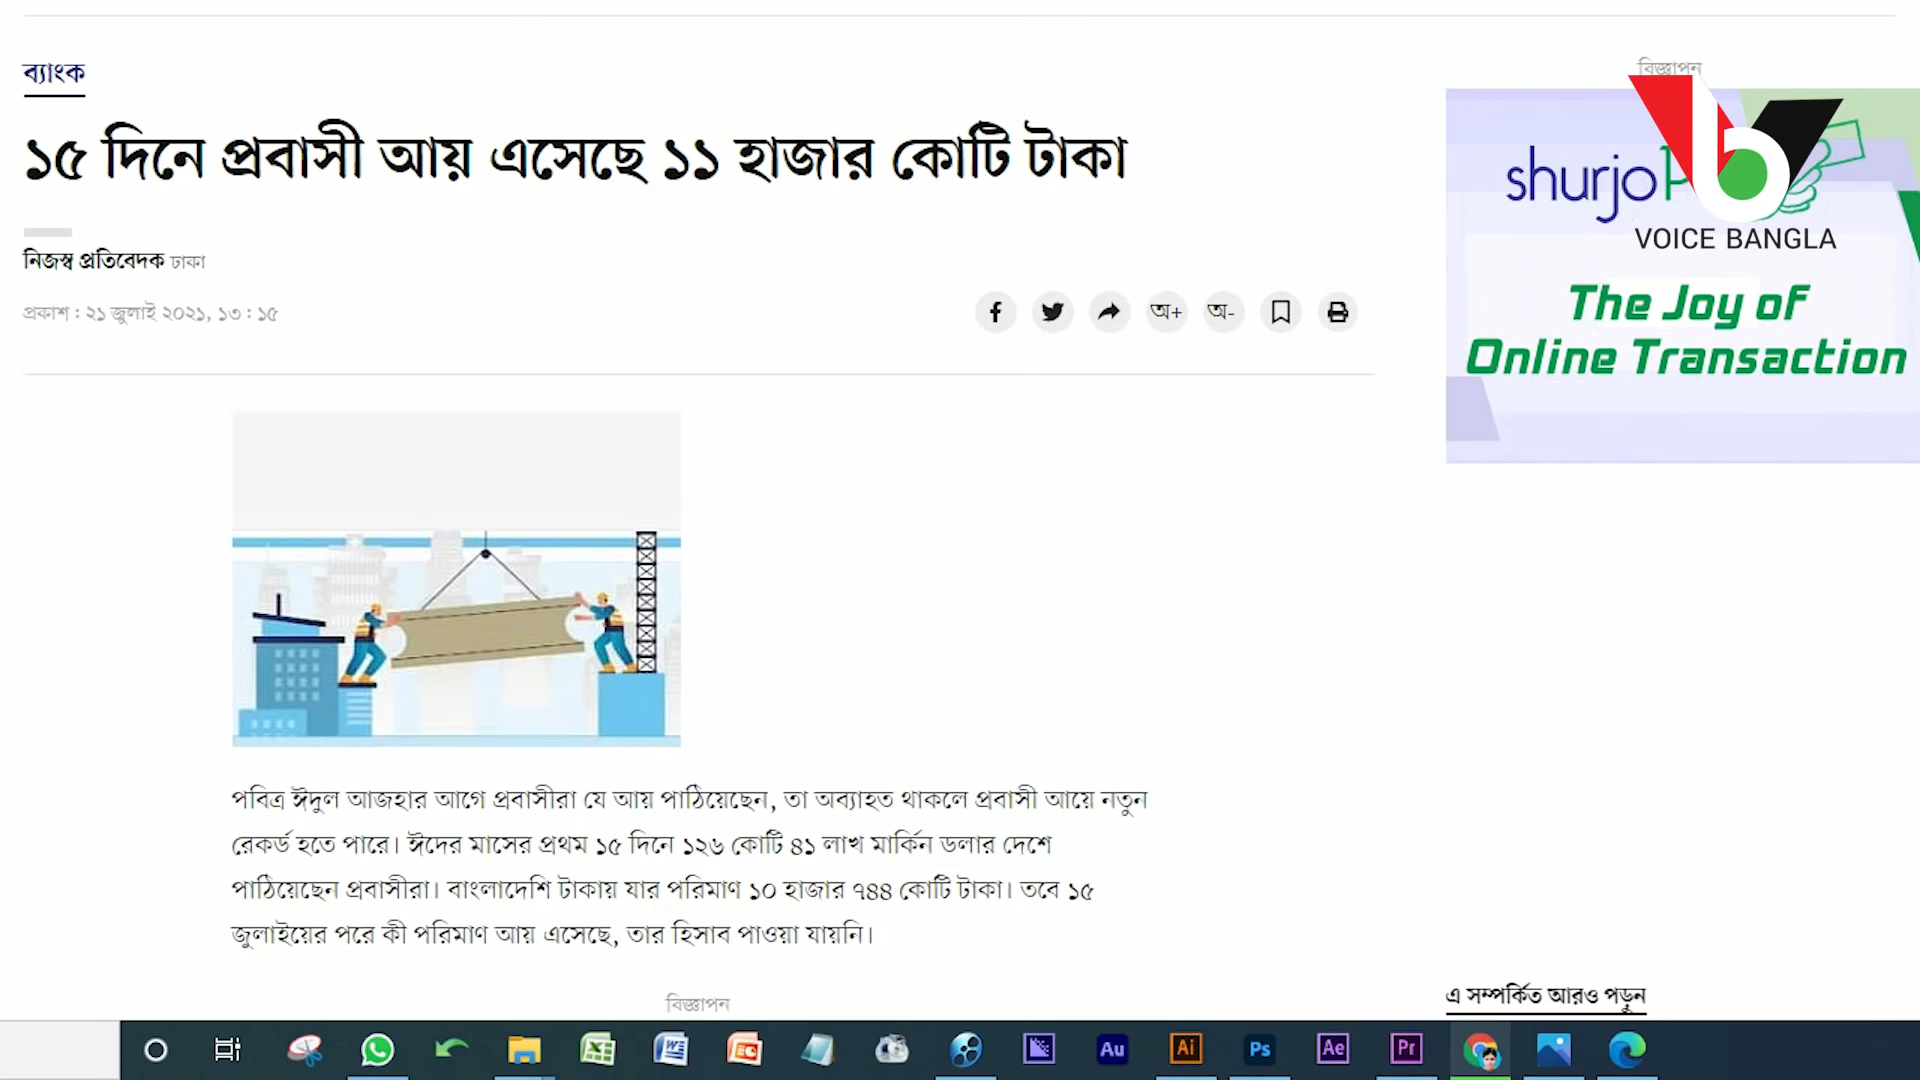 বিজ্ঞাপন
ব্যাংক
১৫ দিনে প্রবাসী আয় এসেছে ১১ হাজার কোটি টাকা
shurjo
VOICE BANGLA
নিজস্ব প্রতিবেদক ঢাকা
প্রকাশ : ২১ জুলাই ২০২১, ১৩ : ১৫
অ+ অ-
The Joy of
Online Transaction
পবিত্র ঈদুল আজহার আগে প্রবাসীরা যে আয় পাঠিয়েছেন, তা অব্যাহত থাকলে প্রবাসী আয়ে নতুন
রেকর্ড হতে পারে। ঈদের মাসের প্রথম ১৫ দিনে ১২৬ কোটি ৪১ লাখ মার্কিন ডলার দেশে
পাঠিয়েছেন প্রবাসীরা। বাংলাদেশি টাকায় যার পরিমাণ ১০ হাজার ৭৪৪ কোটি টাকা। তবে ১৫
জুলাইয়ের পরে কী পরিমাণ আয় এসেছে, তার হিসাব পাওয়া যায়নি।
এ সম্পর্কিত আরও পড়ুন
বিজ্ঞাপন
Au Ai Ps Ae Pr